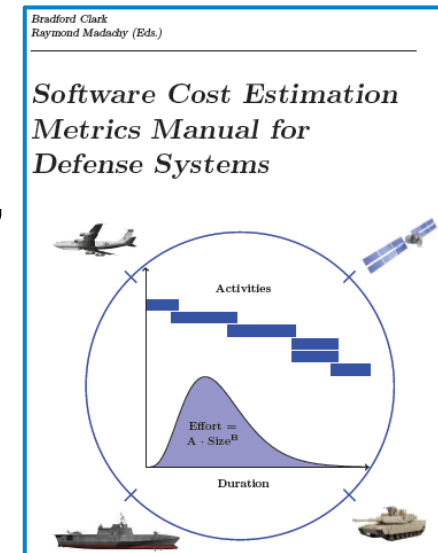 Bradford Clark
Raymond Madachy (Eds.)
Software Cost Estimation
Metrics Manual for
Defense Systems
Activities
Effort =
A · Size^B
Duration